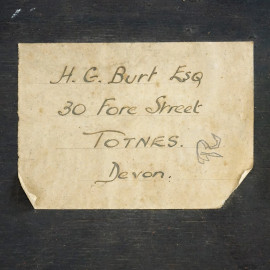 H. G. Burt Esq
30 Fore Street
TOTNES.
Devon.